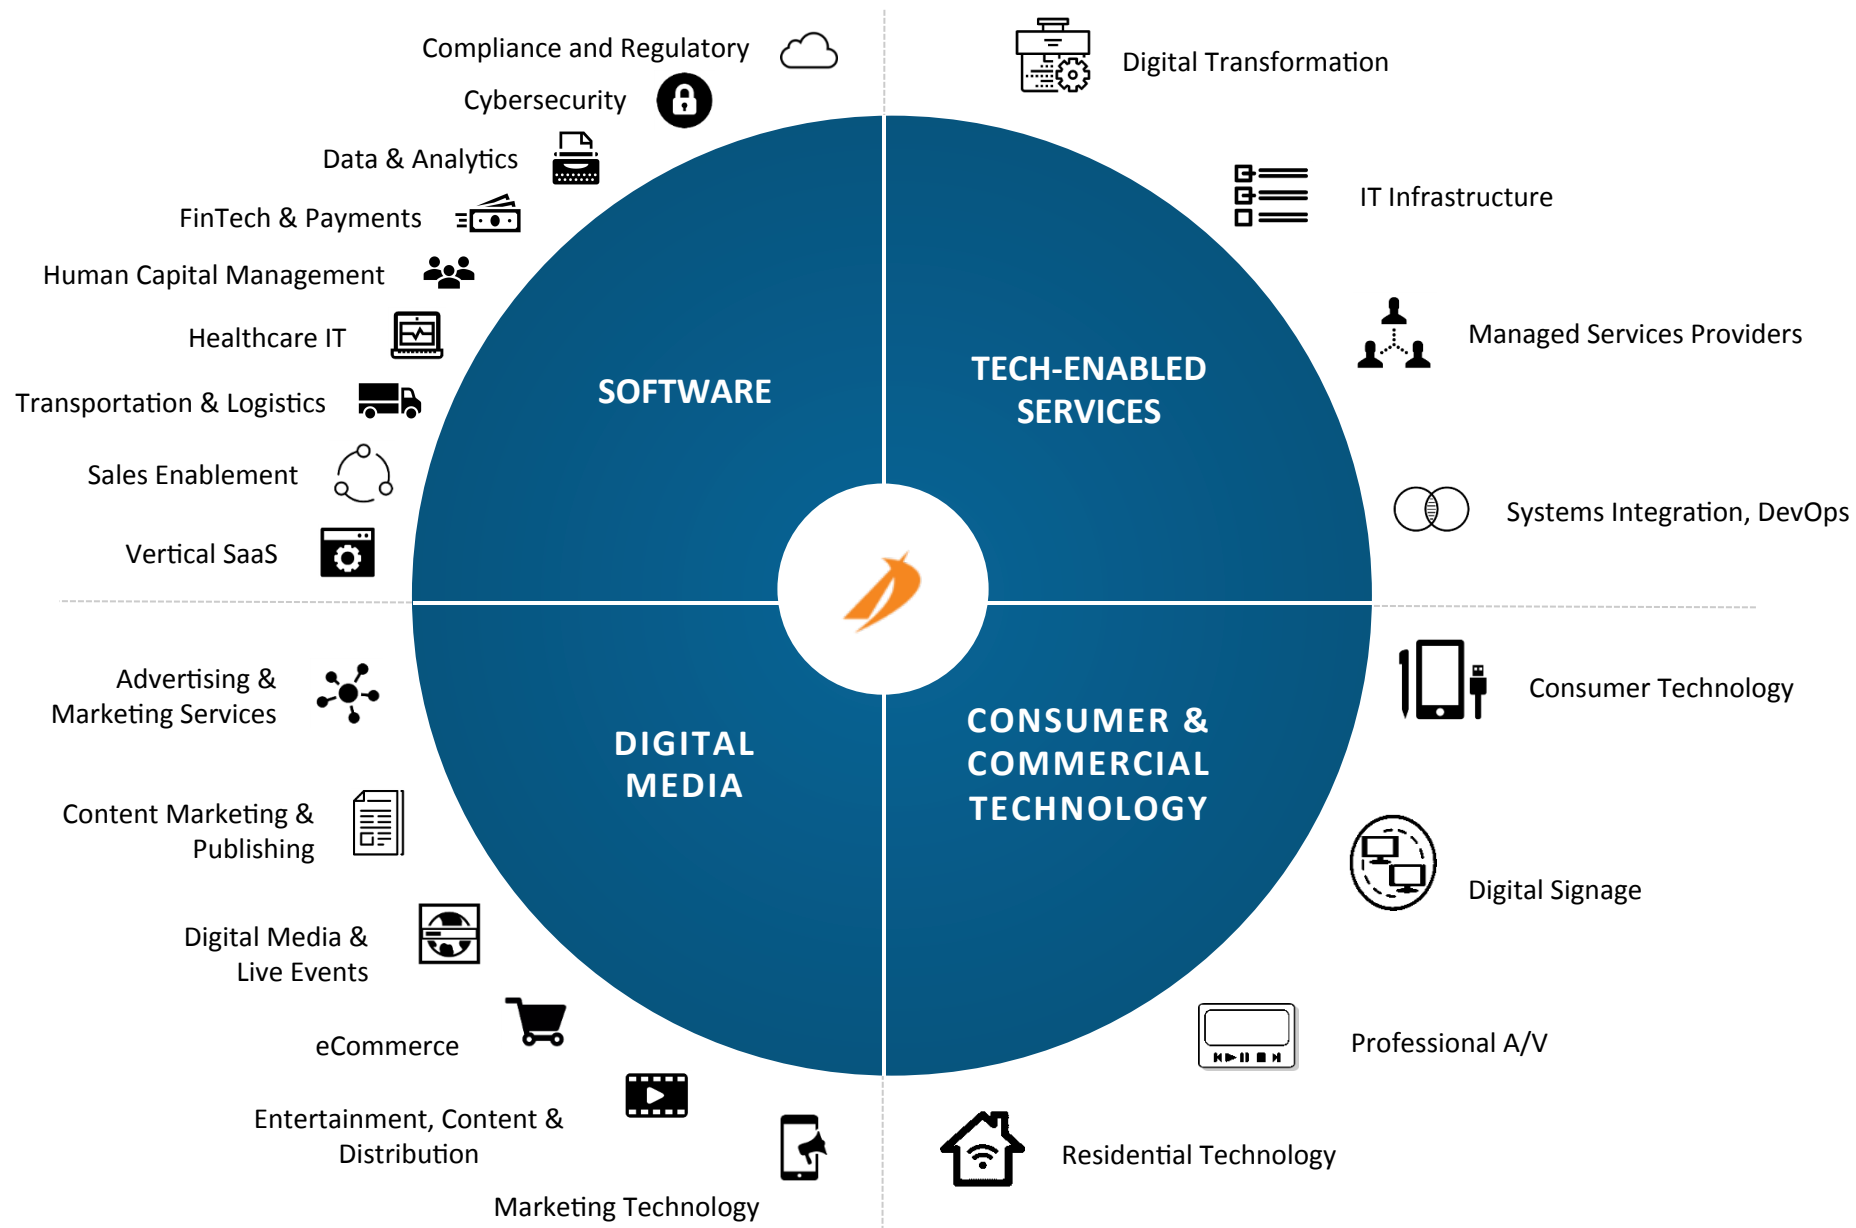 Compliance and Regulatory
Cybersecurity
Data & Analytics
FinTech & Payments
Human Capital Management
Healthcare IT
Transportation & Logistics
Sales Enablement
Vertical SaaS
SOFTWARE
Digital Transformation
IT Infrastructure
Managed Services Providers
Systems Integration, DevOps
TECH-ENABLED
SERVICES
Advertising &
Marketing Services
Content Marketing &
Publishing
Digital Media &
Live Events
eCommerce
Entertainment, Content &
Distribution
Marketing Technology
DIGITAL
MEDIA
CONSUMER &
COMMERCIAL
TECHNOLOGY
Consumer Technology
Digital Signage
Professional A/V
Residential Technology